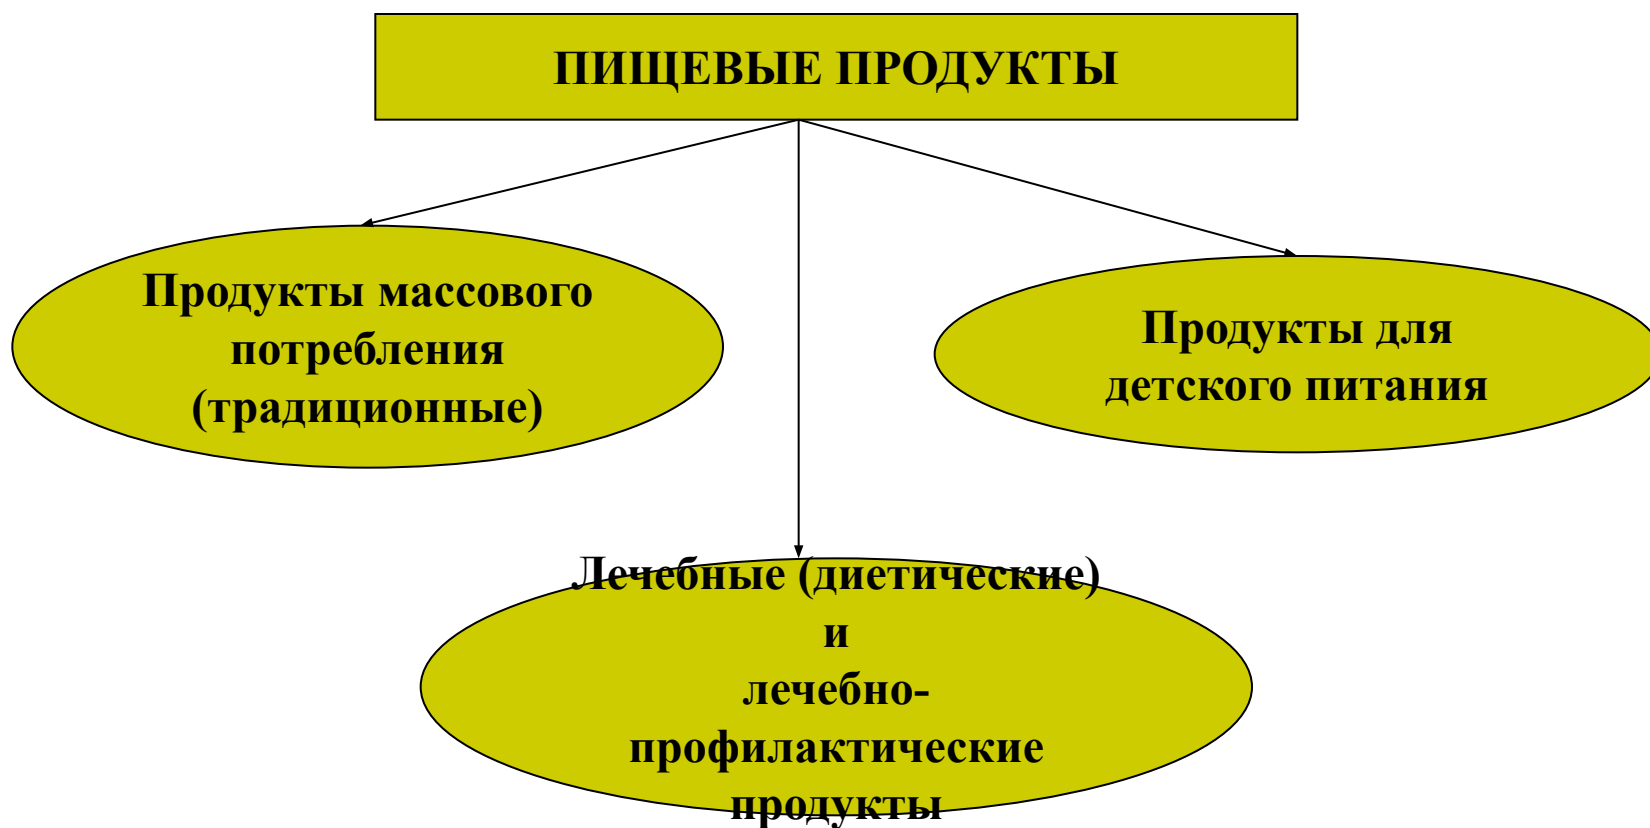 ПИЩЕВЫЕ ПРОДУКТЫ
Продукты массового
потребления
(традиционные)
Продукты для
детского питания
Лечебные (диетические)
и
лечебно-
профилактические
продукты